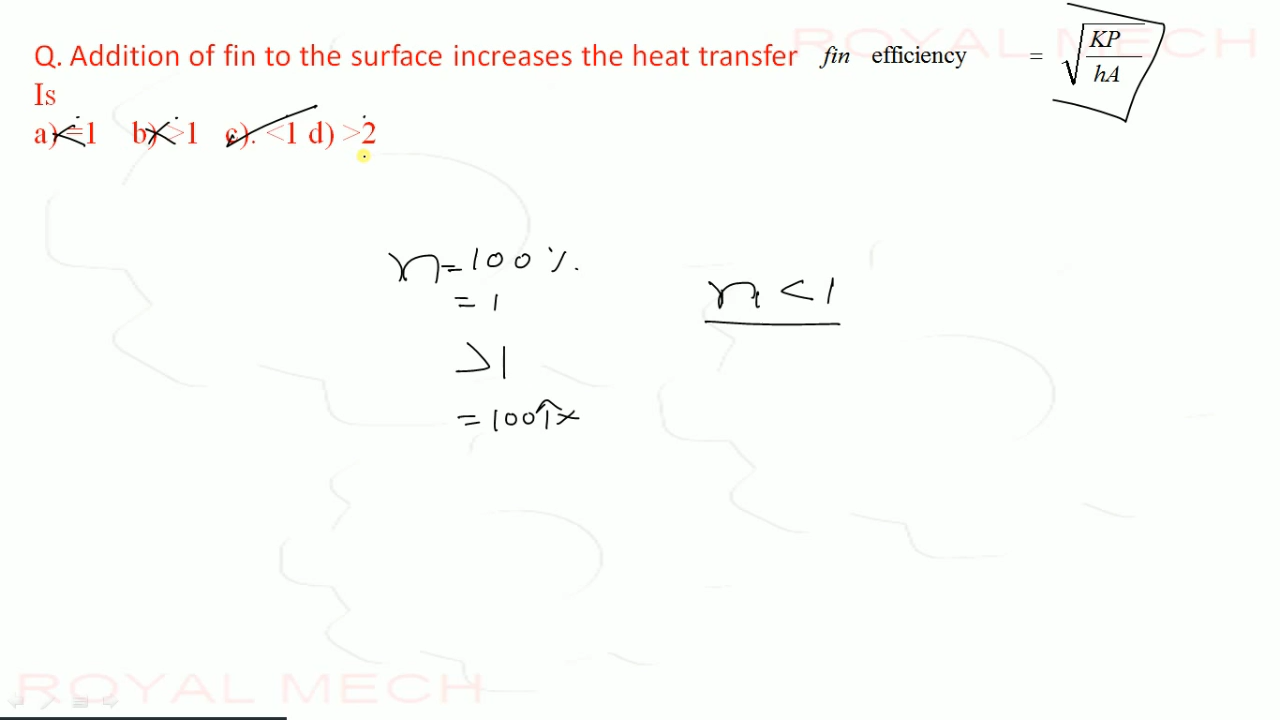 ROYAL MECH
Q. Addition of fin to the surface increases the heat transfer fin efficiency = √ KP / hA
Is
a) =1 b) >1 c). <1 d) >2
η=100%.
= 1
>1
=100↑x
η <1
ROYAL MECH